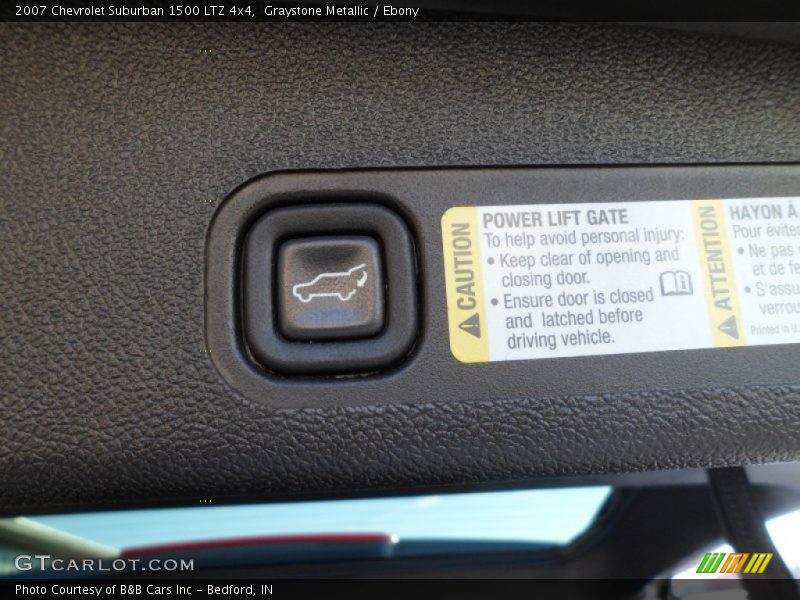 2007 Chevrolet Suburban 1500 LTZ 4x4, Graystone Metallic / Ebony
CAUTION
POWER LIFT GATE
To help avoid personal injury:
• Keep clear of opening and
closing door.
• Ensure door is closed
and latched before
driving vehicle.
ATTENTION
HAYON À
Pour évite
• Ne pas
et de fe
• S'assu
verrou
Printed in U.
GTCARLOT.COM
Photo Courtesy of B&B Cars Inc - Bedford, IN